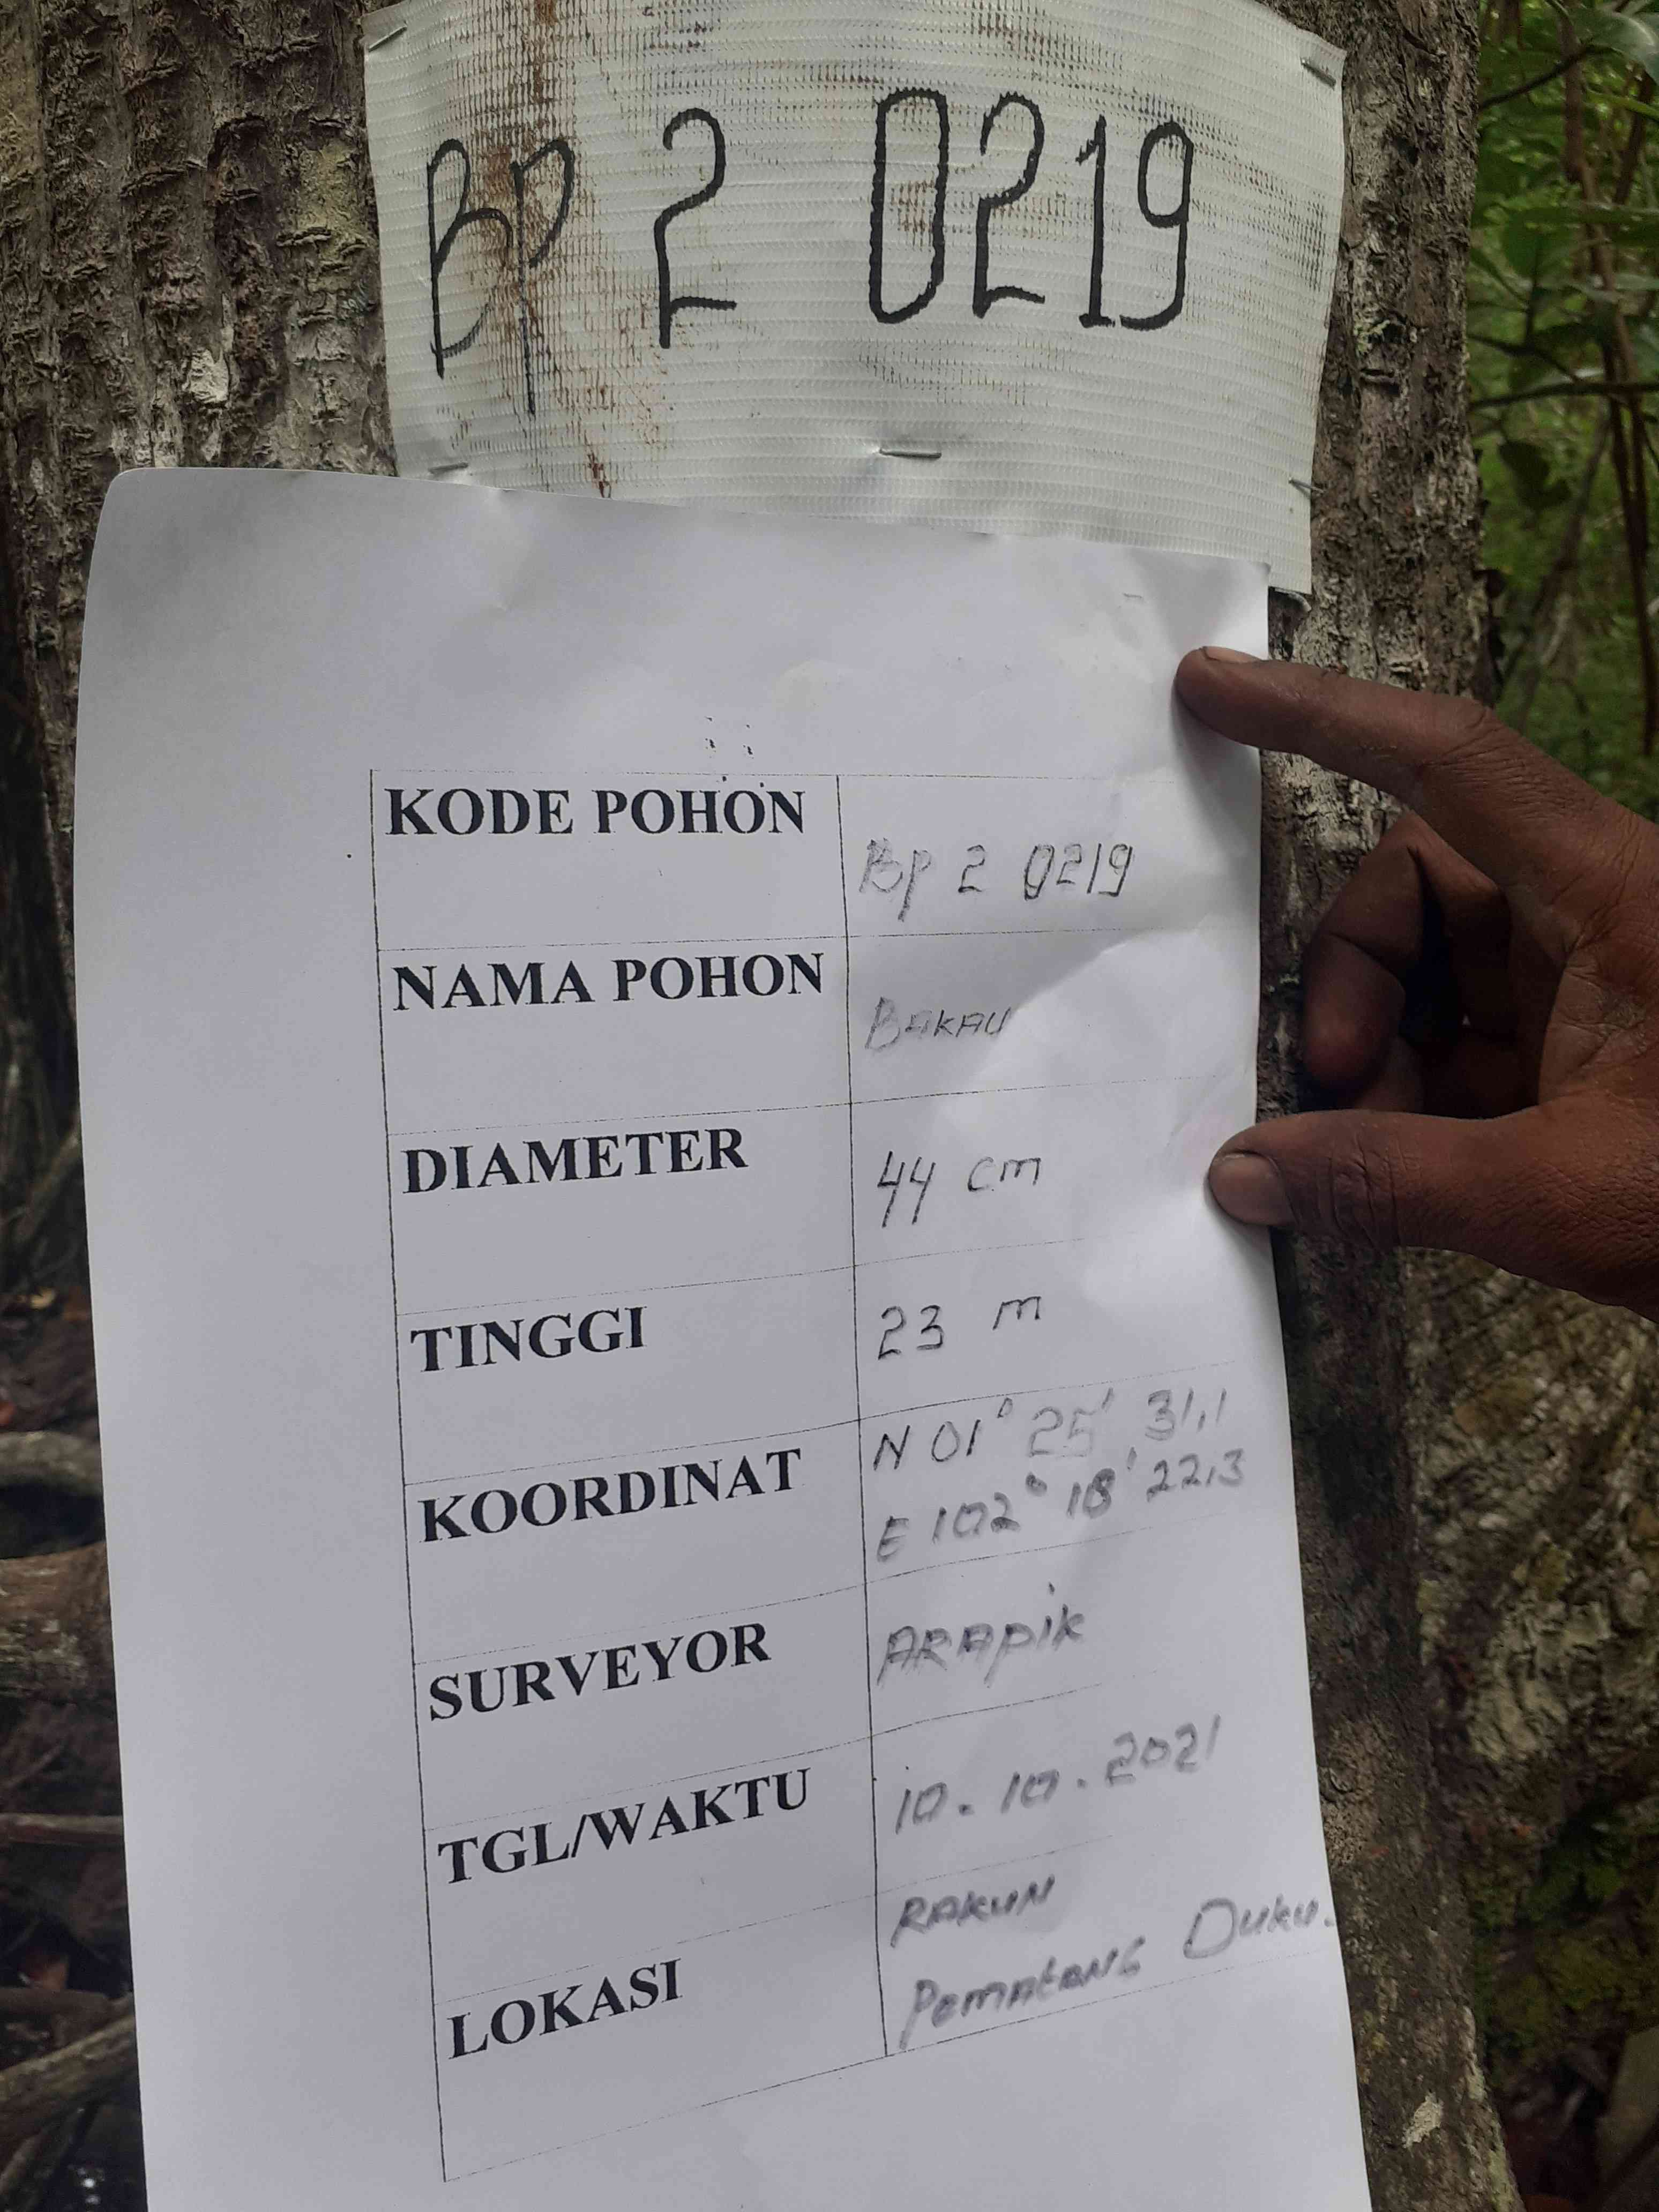 BP 2 0219
KODE POHON
BP 2 0219
NAMA POHON
BAKAU
DIAMETER
44 cm
TINGGI
23 m
KOORDINAT
N 01° 25' 31,1
E 102° 18' 22,3
SURVEYOR
ARAPiK
TGL/WAKTU
10.10.2021
LOKASI
RAKUN
PEMATANG DUKU.